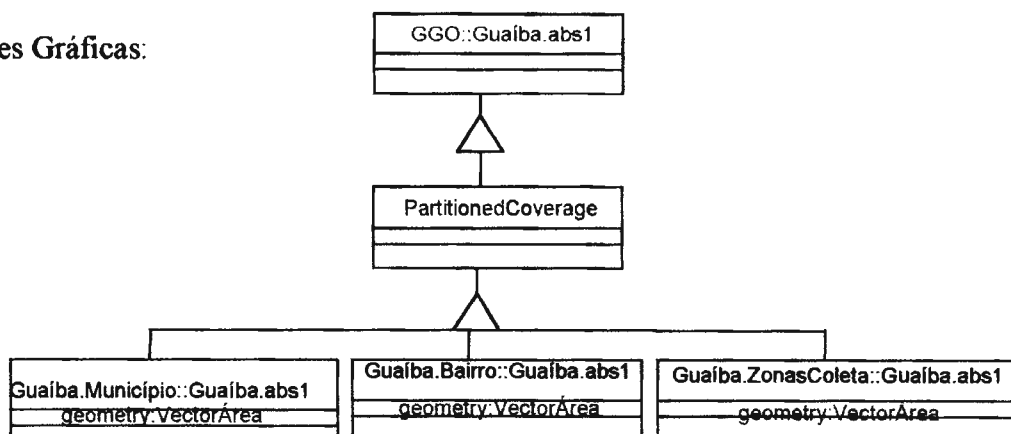 es Gráficas:
GGO::Guaíba.abs1
PartitionedCoverage
Guaíba.Município::Guaíba.abs1
geometry:VectorÁrea
Guaíba.Bairro::Guaíba.abs1
geometry:VectorÁrea
Guaíba.ZonasColeta::Guaíba.abs1
geometry:VectorÁrea